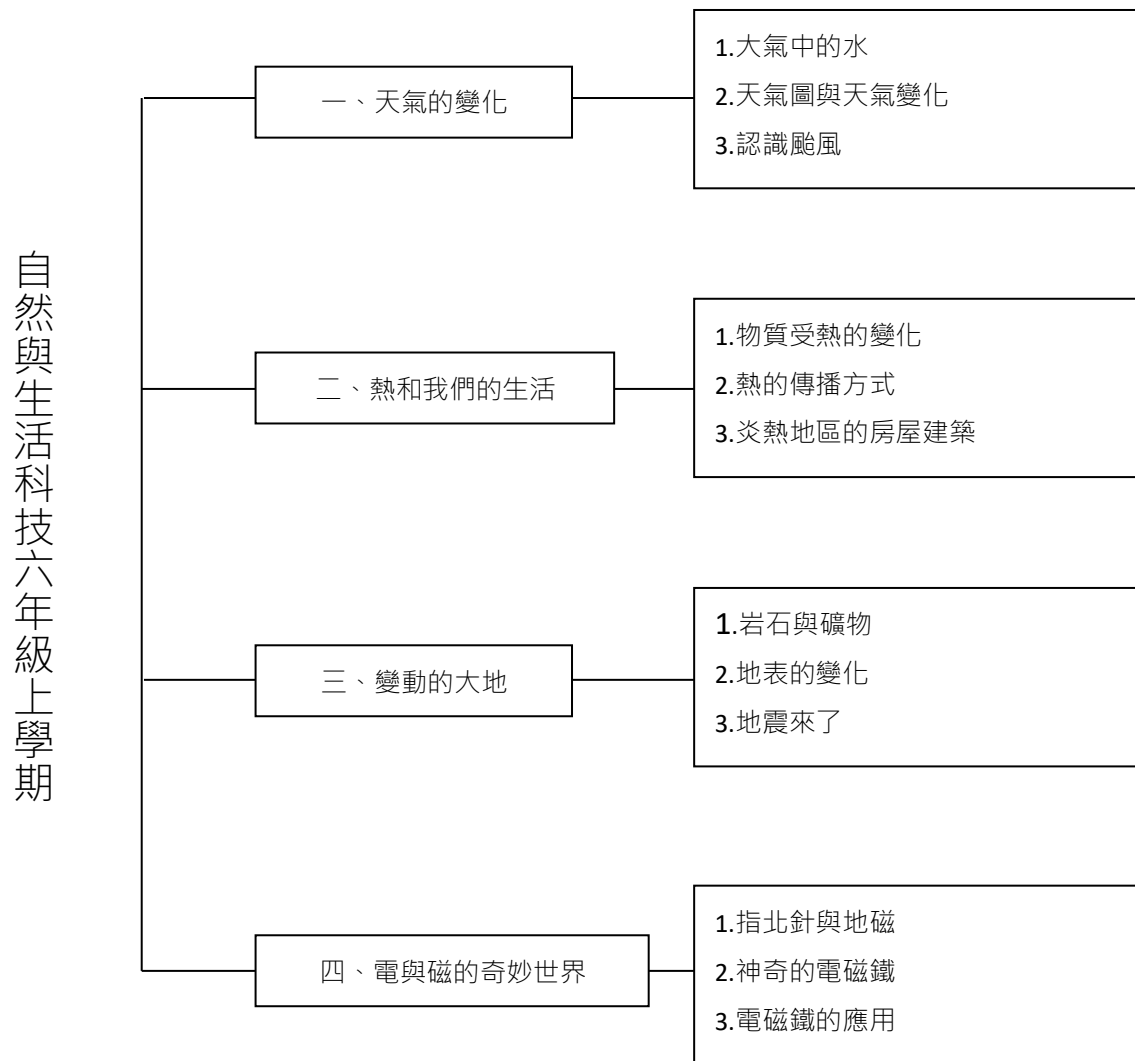 自然與生活科技六年級上學期
一、天氣的變化
1.大氣中的水
2.天氣圖與天氣變化
3.認識颱風
二、熱和我們的生活
1.物質受熱的變化
2.熱的傳播方式
3.炎熱地區的房屋建築
三、變動的大地
1.岩石與礦物
2.地表的變化
3.地震來了
四、電與磁的奇妙世界
1.指北針與地磁
2.神奇的電磁鐵
3.電磁鐵的應用